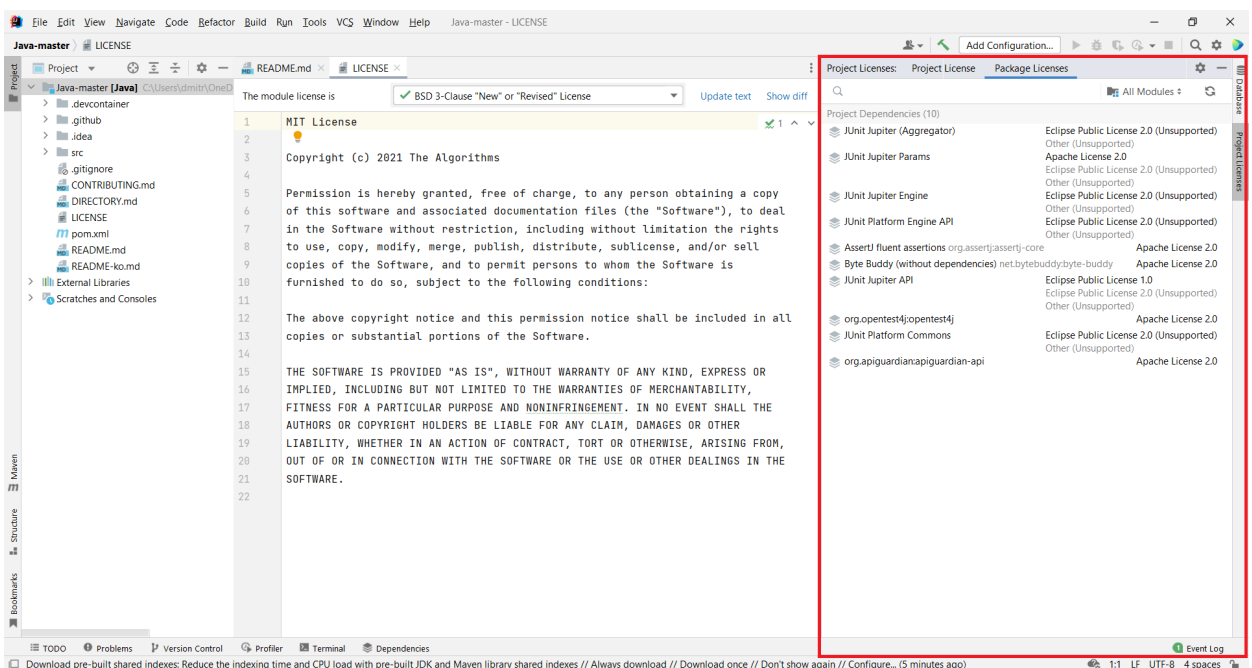 File Edit View Navigate Code Refactor Build Run Tools VCS Window Help Java-master - LICENSE
Java-master LICENSE Add Configuration...
Project README.md LICENSE Project Licenses: Project License Package Licenses
Java-master [Java] C:\Users\dmitr\OneD
.devcontainer
.github
.idea
src
.gitignore
CONTRIBUTING.md
DIRECTORY.md
LICENSE
pom.xml
README.md
README-ko.md
External Libraries
Scratches and Consoles
The module license is BSD 3-Clause "New" or "Revised" License Update text Show diff
1 MIT License 1
2
3 Copyright (c) 2021 The Algorithms
4
5 Permission is hereby granted, free of charge, to any person obtaining a copy
6 of this software and associated documentation files (the "Software"), to deal
7 in the Software without restriction, including without limitation the rights
8 to use, copy, modify, merge, publish, distribute, sublicense, and/or sell
9 copies of the Software, and to permit persons to whom the Software is
10 furnished to do so, subject to the following conditions:
11
12 The above copyright notice and this permission notice shall be included in all
13 copies or substantial portions of the Software.
14
15 THE SOFTWARE IS PROVIDED "AS IS", WITHOUT WARRANTY OF ANY KIND, EXPRESS OR
16 IMPLIED, INCLUDING BUT NOT LIMITED TO THE WARRANTIES OF MERCHANTABILITY,
17 FITNESS FOR A PARTICULAR PURPOSE AND NONINFRINGEMENT. IN NO EVENT SHALL THE
18 AUTHORS OR COPYRIGHT HOLDERS BE LIABLE FOR ANY CLAIM, DAMAGES OR OTHER
19 LIABILITY, WHETHER IN AN ACTION OF CONTRACT, TORT OR OTHERWISE, ARISING FROM,
20 OUT OF OR IN CONNECTION WITH THE SOFTWARE OR THE USE OR OTHER DEALINGS IN THE
21 SOFTWARE.
22
All Modules
Project Dependencies (10)
JUnit Jupiter (Aggregator) Eclipse Public License 2.0 (Unsupported)
Other (Unsupported)
JUnit Jupiter Params Apache License 2.0
Eclipse Public License 2.0 (Unsupported)
Other (Unsupported)
JUnit Jupiter Engine Eclipse Public License 2.0 (Unsupported)
Other (Unsupported)
JUnit Platform Engine API Eclipse Public License 2.0 (Unsupported)
Other (Unsupported)
AssertJ fluent assertions org.assertj:assertj-core Apache License 2.0
Byte Buddy (without dependencies) net.bytebuddy:byte-buddy Apache License 2.0
JUnit Jupiter API Eclipse Public License 1.0
Eclipse Public License 2.0 (Unsupported)
Other (Unsupported)
org.opentest4j:opentest4j Apache License 2.0
JUnit Platform Commons Eclipse Public License 2.0 (Unsupported)
Other (Unsupported)
org.apiguardian:apiguardian-api Apache License 2.0
Project
Maven
Structure
Bookmarks
Database
Project Licenses
TODO Problems Version Control Profiler Terminal Dependencies 1 Event Log
Download pre-built shared indexes: Reduce the indexing time and CPU load with pre-built JDK and Maven library shared indexes // Always download // Download once // Don't show again // Configure... (5 minutes ago) 1:1 LF UTF-8 4 spaces